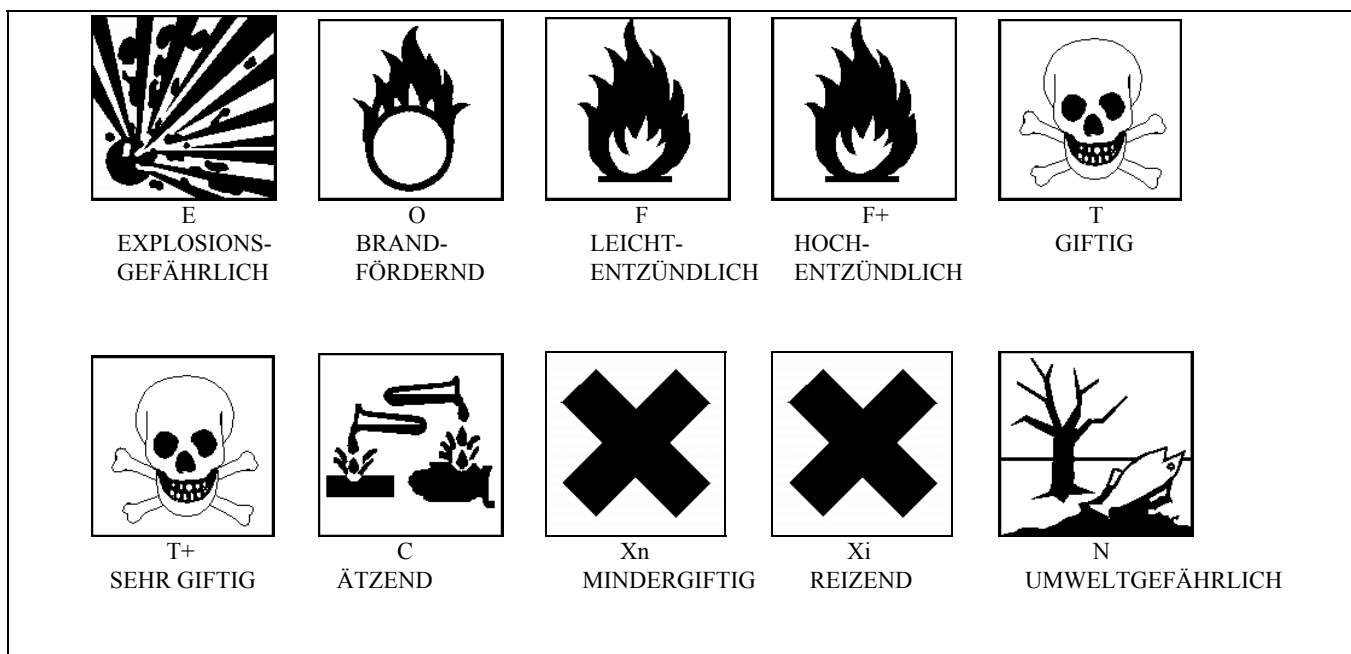 E
EXPLOSIONS-
GEFÄHRLICH
O
BRAND-
FÖRDERND
F
LEICHT-
ENTZÜNDLICH
F+
HOCH-
ENTZÜNDLICH
T
GIFTIG
T+
SEHR GIFTIG
C
ÄTZEND
Xn
MINDERGIFTIG
Xi
REIZEND
N
UMWELTGEFÄHRLICH